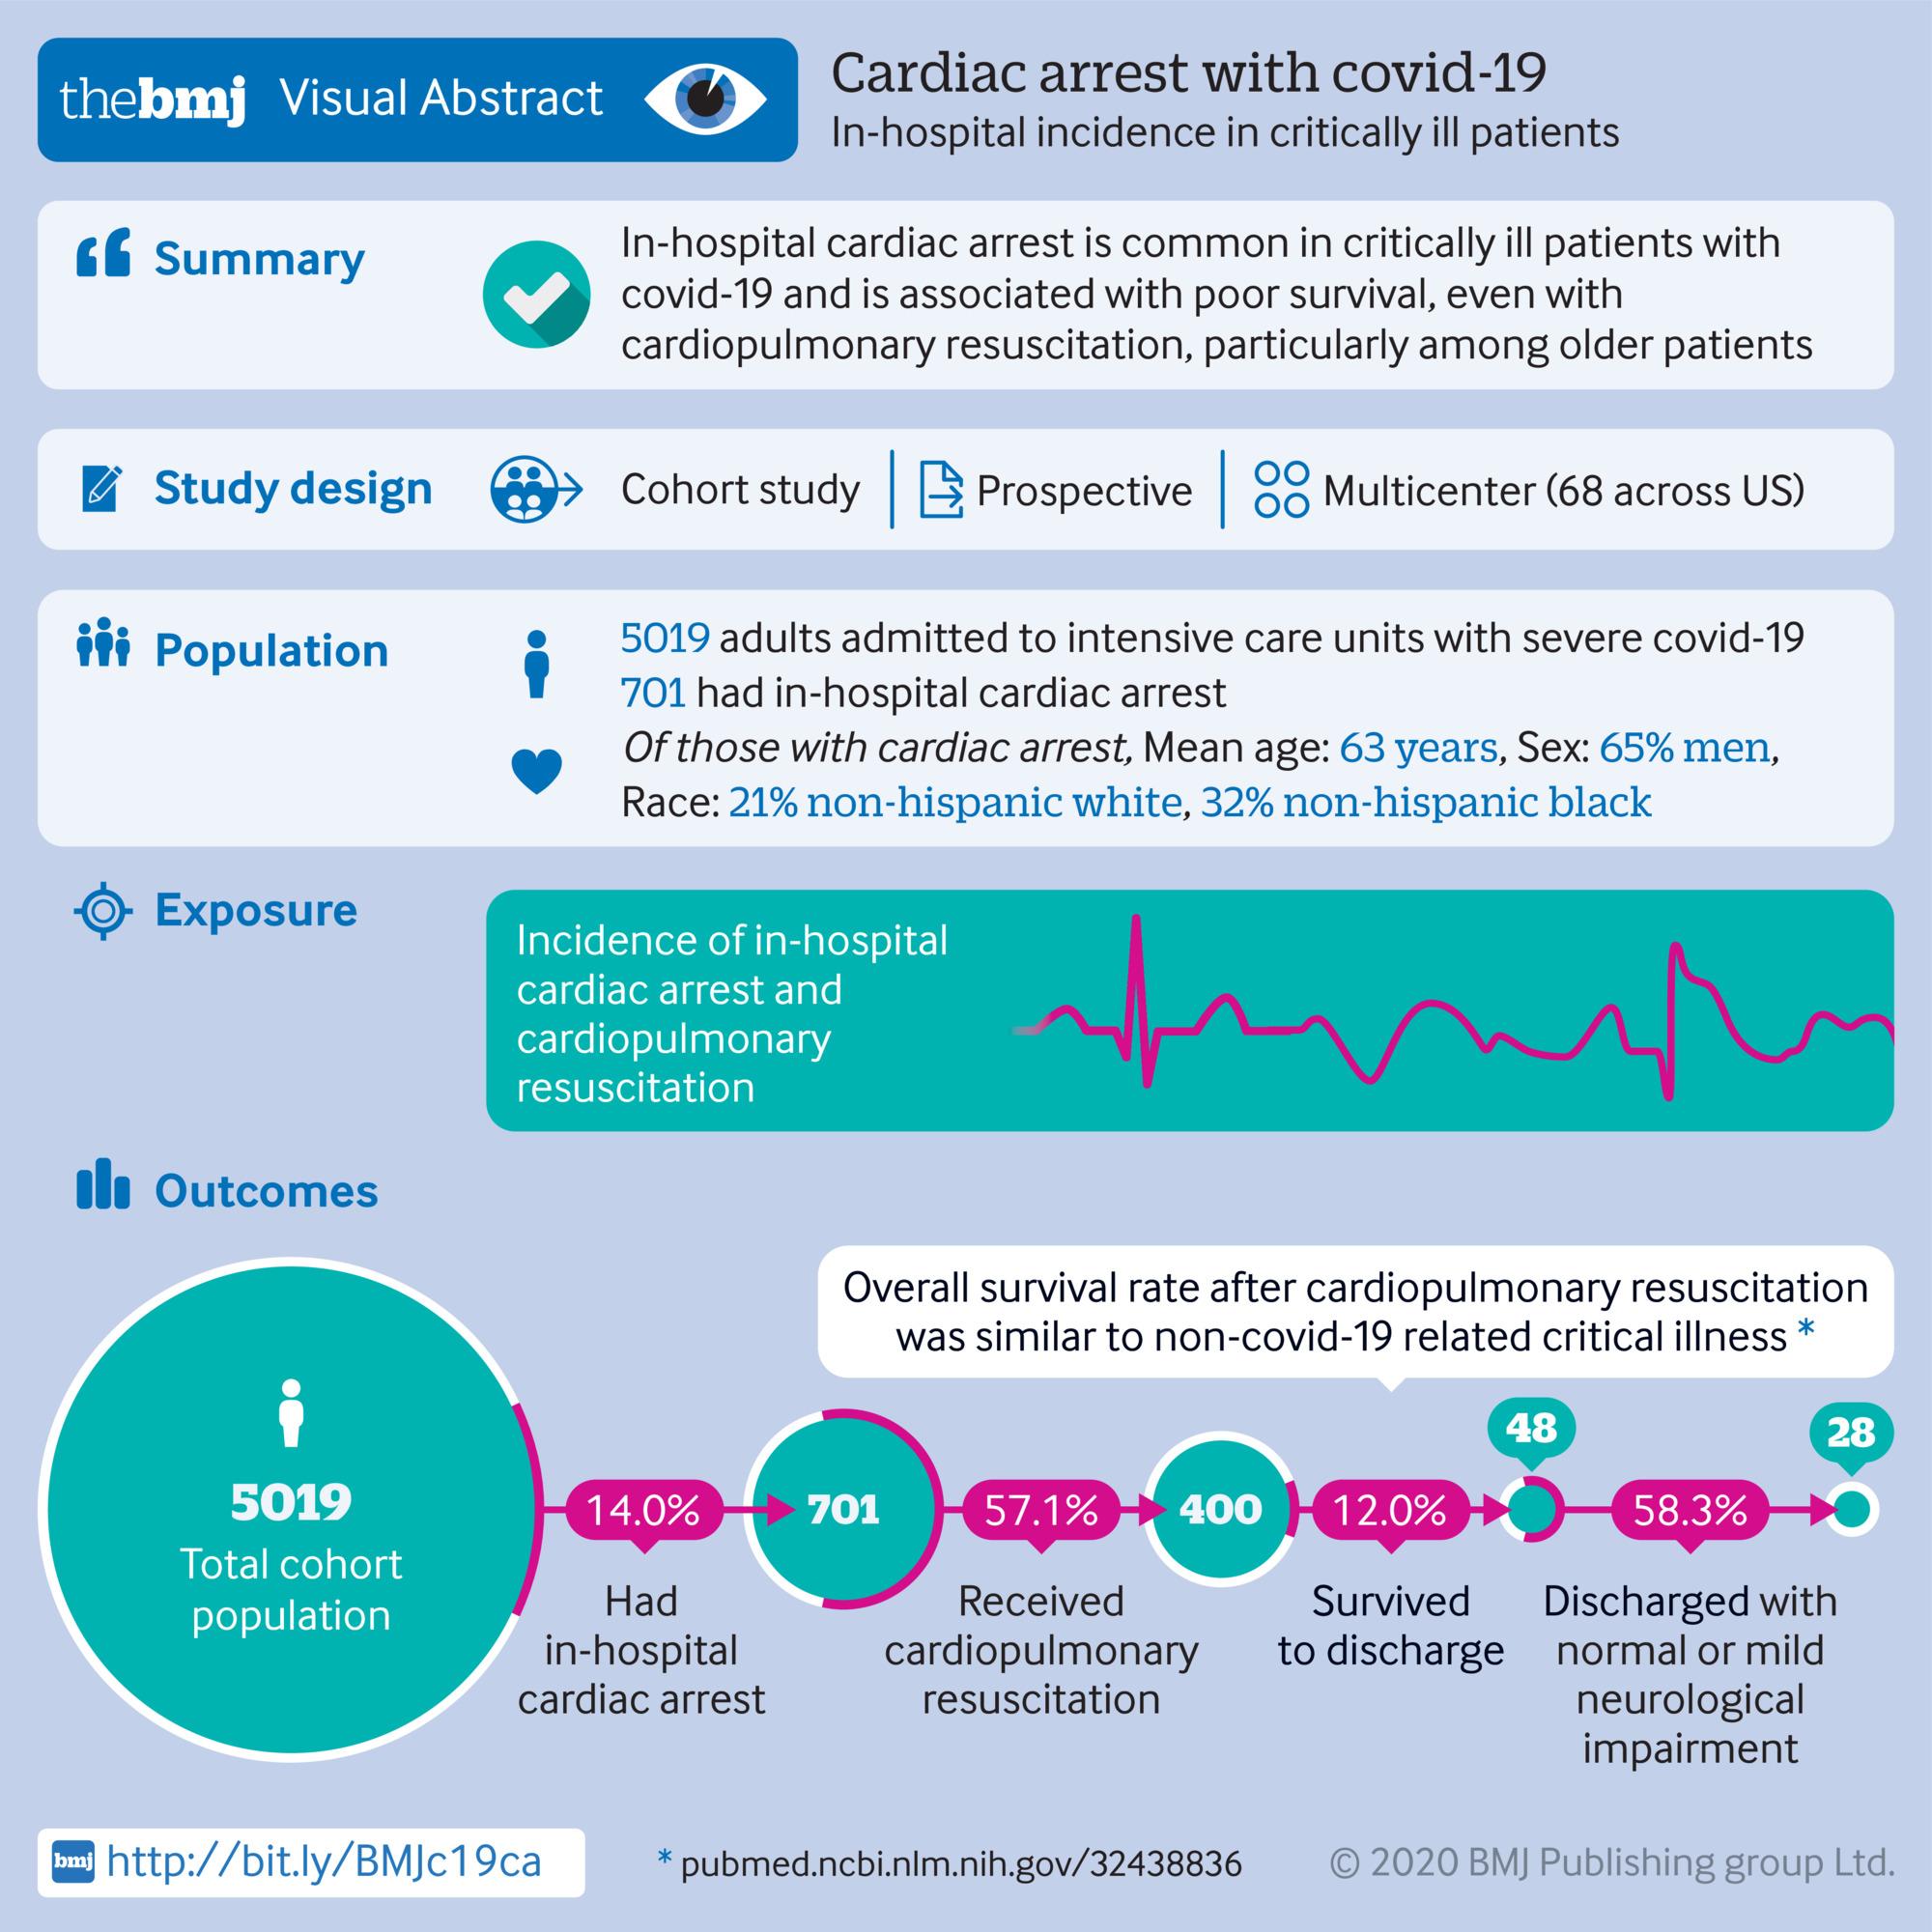 thebmj Visual Abstract
Cardiac arrest with covid-19
In-hospital incidence in critically ill patients
Summary
In-hospital cardiac arrest is common in critically ill patients with
covid-19 and is associated with poor survival, even with
cardiopulmonary resuscitation, particularly among older patients
Study design
Cohort study
Prospective
Multicenter (68 across US)
Population
5019 adults admitted to intensive care units with severe covid-19
701 had in-hospital cardiac arrest
Of those with cardiac arrest, Mean age: 63 years, Sex: 65% men,
Race: 21% non-hispanic white, 32% non-hispanic black
Exposure
Incidence of in-hospital
cardiac arrest and
cardiopulmonary
resuscitation
Outcomes
Overall survival rate after cardiopulmonary resuscitation
was similar to non-covid-19 related critical illness *
5019
Total cohort
population
14.0%
Had
in-hospital
cardiac arrest
701
57.1%
Received
cardiopulmonary
resuscitation
400
12.0%
Survived
to discharge
48
58.3%
Discharged with
normal or mild
neurological
impairment
28
bmj http://bit.ly/BMJc19ca
* pubmed.ncbi.nlm.nih.gov/32438836
© 2020 BMJ Publishing group Ltd.